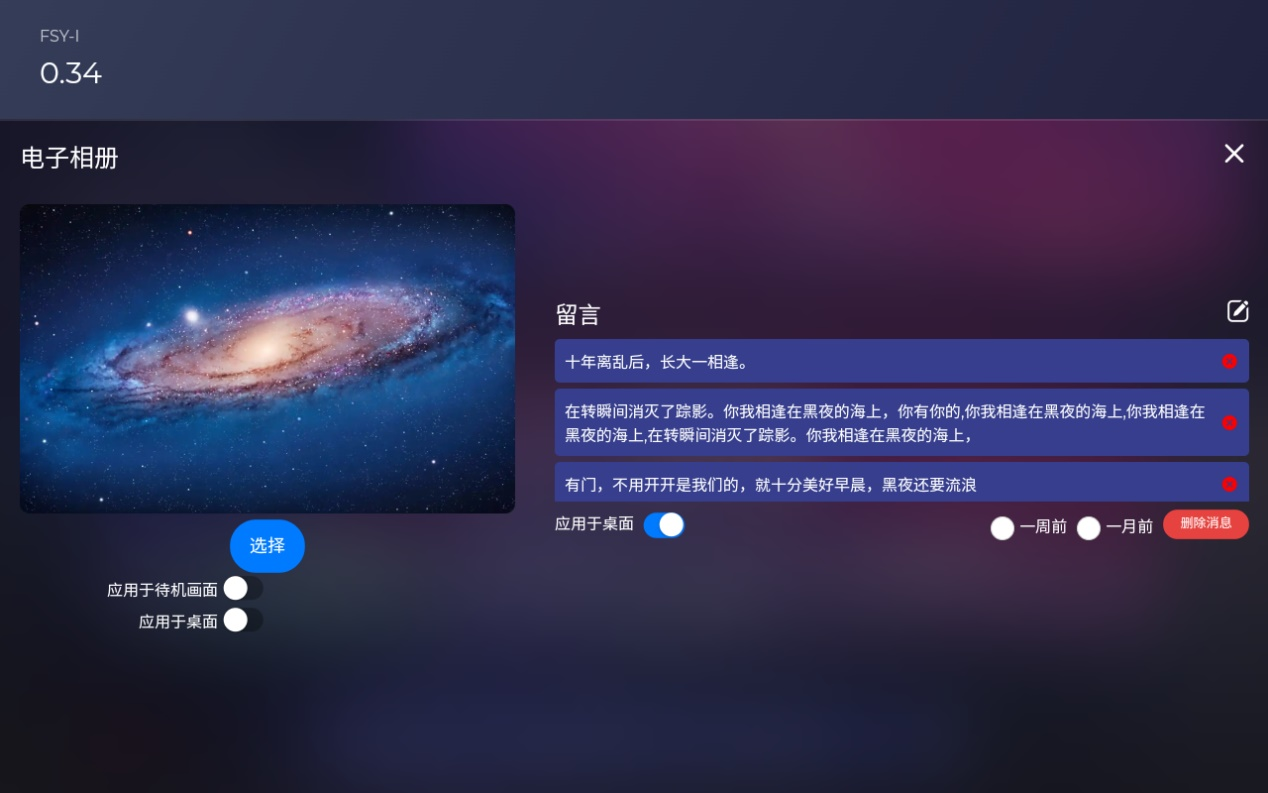 FSY-I
0.34
电子相册
留言
十年离乱后，长大一相逢。
在转瞬间消灭了踪影。你我相逢在黑夜的海上，你有你的,你我相逢在黑夜的海上,你我相逢在
黑夜的海上,在转瞬间消灭了踪影。你我相逢在黑夜的海上，
有门，不用开开是我们的，就十分美好早晨，黑夜还要流浪
应用于桌面
一周前
一月前
删除消息
选择
应用于待机画面
应用于桌面